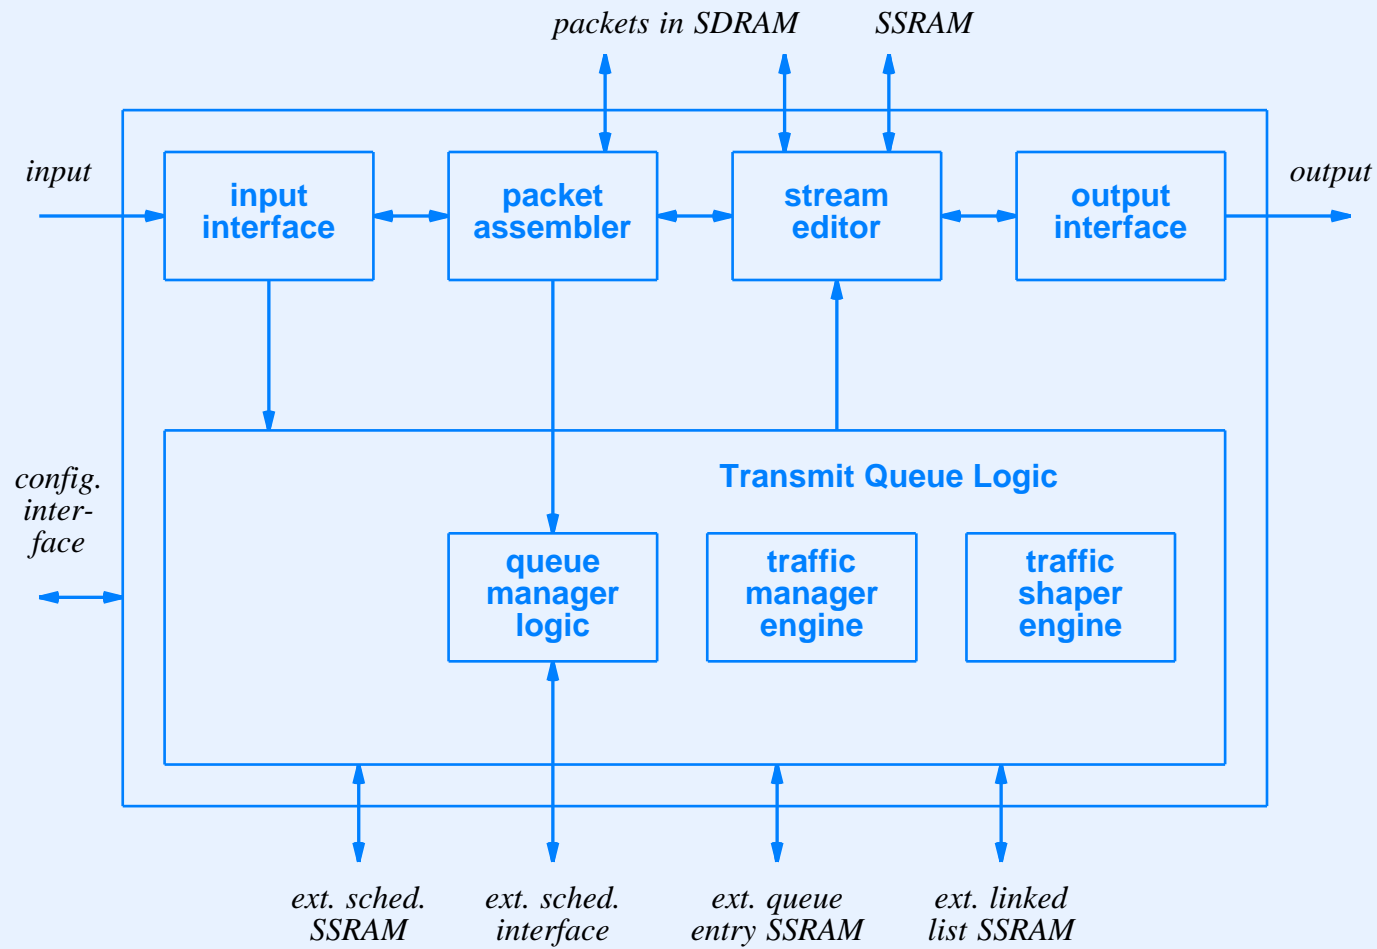 packets in SDRAM
SSRAM
input
input
interface
packet
assembler
stream
editor
output
interface
output
config.
inter-
face
Transmit Queue Logic
queue
manager
logic
traffic
manager
engine
traffic
shaper
engine
ext. sched.
SSRAM
ext. sched.
interface
ext. queue
entry SSRAM
ext. linked
list SSRAM